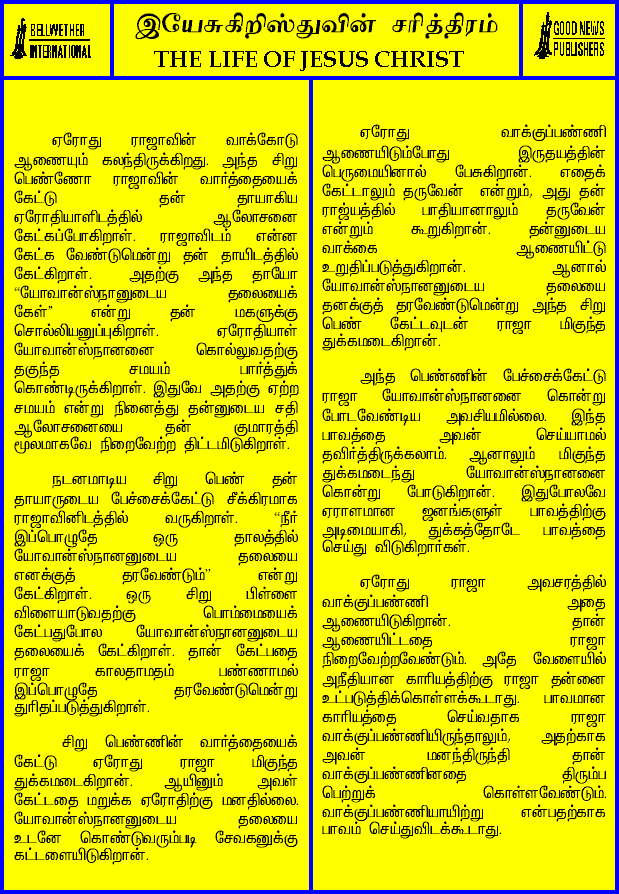 BELLWETHER
INTERNATIONAL
இயேசுகிறிஸ்துவின் சரித்திரம்
THE LIFE OF JESUS CHRIST
GOOD NEWS
PUBLISHERS
ஏரோது ராஜாவின் வாக்கோடு
ஆணையும் கலந்திருக்கிறது. அந்த சிறு
பெண்ணோ ராஜாவின் வார்த்தையைக்
கேட்டு தன் தாயாகிய
ஏரோதியாளிடத்தில் ஆலோசனை
கேட்கப்போகிறாள். ராஜாவிடம் என்ன
கேட்க வேண்டுமென்று தன் தாயிடத்தில்
கேட்கிறாள். அதற்கு அந்த தாயோ
“யோவான்ஸ்நானுடைய தலையைக்
கேள்” என்று தன் மகளுக்கு
சொல்லியனுப்புகிறாள். ஏரோதியாள்
யோவான்ஸ்நானனை கொல்லுவதற்கு
தகுந்த சமயம் பார்த்துக்
கொண்டிருக்கிறாள். இதுவே அதற்கு ஏற்ற
சமயம் என்று நினைத்து தன்னுடைய சதி
ஆலோசனையை தன் குமாரத்தி
மூலமாகவே நிறைவேற்ற திட்டமிடுகிறாள்.
நடனமாடிய சிறு பெண் தன்
தாயாருடைய பேச்சைக்கேட்டு சீக்கிரமாக
ராஜாவினிடத்தில் வருகிறாள். “நீர்
இப்பொழுதே ஒரு தாலத்தில்
யோவான்ஸ்நானனுடைய தலையை
எனக்குத் தரவேண்டும்” என்று
கேட்கிறாள். ஒரு சிறு பிள்ளை
விளையாடுவதற்கு பொம்மையைக்
கேட்பதுபோல யோவான்ஸ்நானனுடைய
தலையைக் கேட்கிறாள். தான் கேட்பதை
ராஜா காலதாமதம் பண்ணாமல்
இப்பொழுதே தரவேண்டுமென்று
துரிதப்படுத்துகிறாள்.
சிறு பெண்ணின் வார்த்தையைக்
கேட்டு ஏரோது ராஜா மிகுந்த
துக்கமடைகிறான். ஆயினும் அவள்
கேட்டதை மறுக்க ஏரோதிற்கு மனதில்லை.
யோவான்ஸ்நானனுடைய தலையை
உடனே கொண்டுவரும்படி சேவகனுக்கு
கட்டளையிடுகிறான்.
ஏரோது வாக்குப்பண்ணி
ஆணையிடும்போது இருதயத்தின்
பெருமையினால் பேசுகிறான். எதைக்
கேட்டாலும் தருவேன் என்றும், அது தன்
ராஜ்யத்தில் பாதியானாலும் தருவேன்
என்றும் கூறுகிறான். தன்னுடைய
வாக்கை ஆணையிட்டு
உறுதிப்படுத்துகிறான். ஆனால்
யோவான்ஸ்நானனுடைய தலையை
தனக்குத் தரவேண்டுமென்று அந்த சிறு
பெண் கேட்டவுடன் ராஜா மிகுந்த
துக்கமடைகிறான்.
அந்த பெண்ணின் பேச்சைக்கேட்டு
ராஜா யோவான்ஸ்நானனை கொன்று
போடவேண்டிய அவசியமில்லை. இந்த
பாவத்தை அவன் செய்யாமல்
தவிர்த்திருக்கலாம். ஆனாலும் மிகுந்த
துக்கமடைந்து யோவான்ஸ்நானனை
கொன்று போடுகிறான். இதுபோலவே
ஏராளமான ஜனங்களுள் பாவத்திற்கு
அடிமையாகி, துக்கத்தோடே பாவத்தை
செய்து விடுகிறார்கள்.
ஏரோது ராஜா அவசரத்தில்
வாக்குப்பண்ணி அதை
ஆணையிடுகிறான். தான்
ஆணையிட்டதை ராஜா
நிறைவேற்றவேண்டும். அதே வேளையில்
அநீதியான காரியத்திற்கு ராஜா தன்னை
உட்படுத்திக்கொள்ளக்கூடாது. பாவமான
காரியத்தை செய்வதாக ராஜா
வாக்குப்பண்ணியிருந்தாலும், அதற்காக
அவன் மனந்திருந்தி தான்
வாக்குப்பண்ணினதை திரும்ப
பெற்றுக் கொள்ளவேண்டும்.
வாக்குப்பண்ணியாயிற்று என்பதற்காக
பாவம் செய்துவிடக்கூடாது.